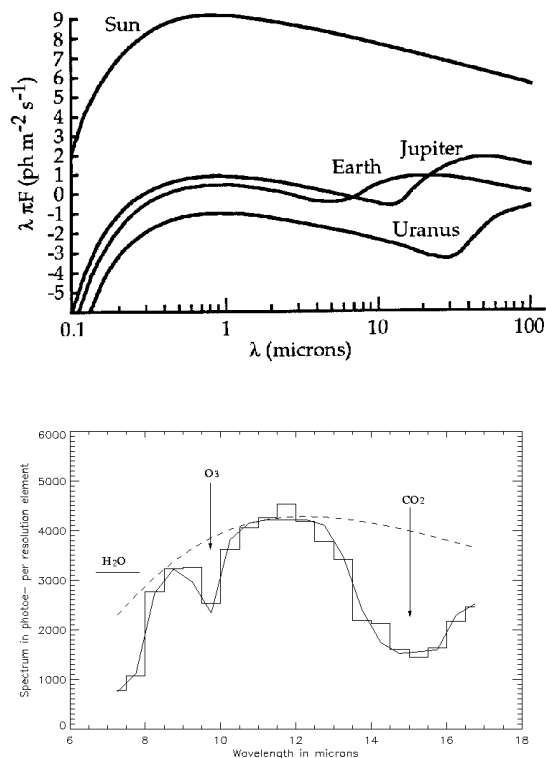 9
Sun
8
7
6
5
4
3
2
1
0
-1
-2
-3
-4
-5
Jupiter
Earth
Uranus
λ πF (ph m⁻² s⁻¹)
0.1 1 10 100
λ (microns)
6000
5000
4000
3000
2000
1000
0
O₃
CO₂
H₂O
Spectrum in photoe- per resolution element
6 8 10 12 14 16 18
Wavelength in microns